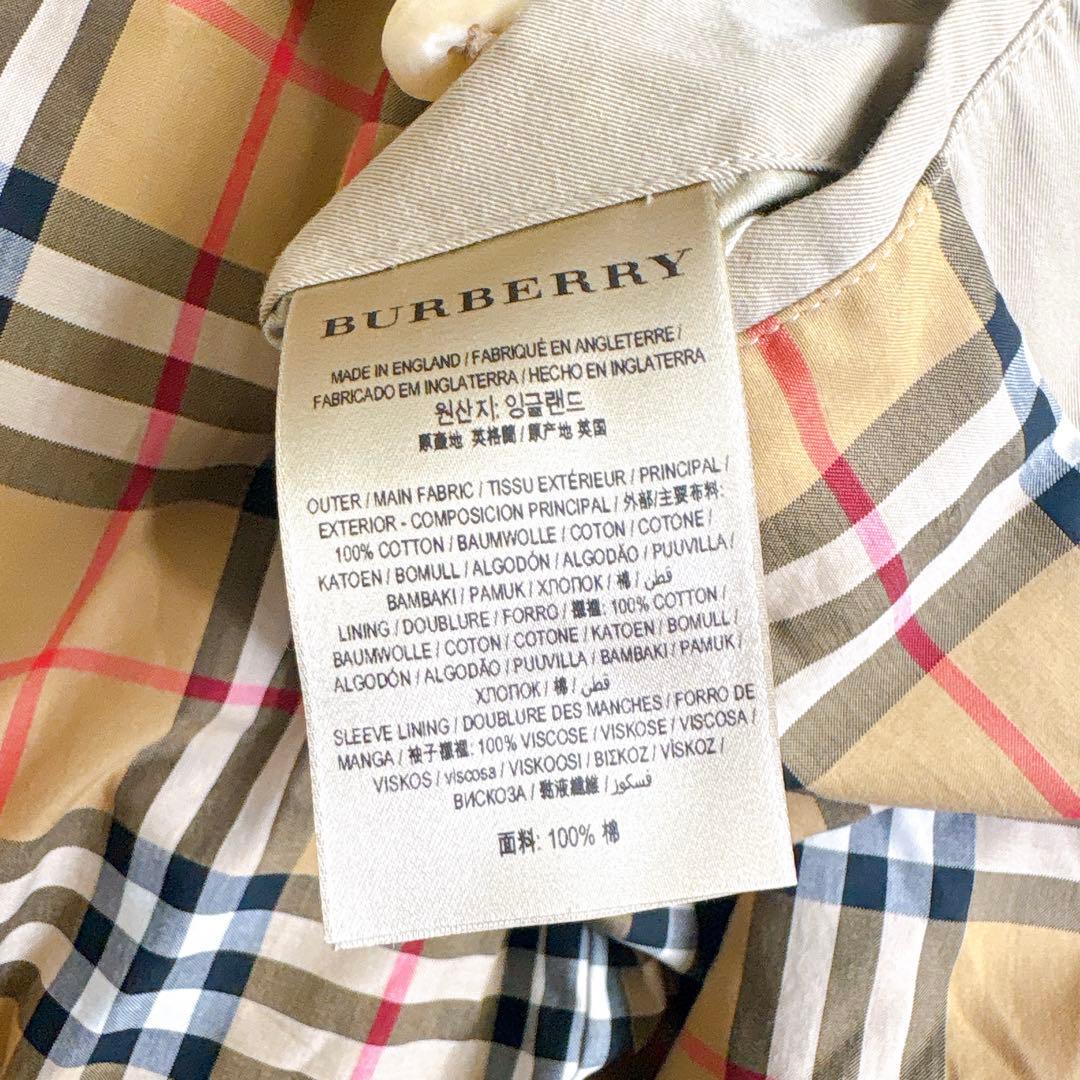 BURBERRY
MADE IN ENGLAND / FABRIQUÉ EN ANGLETERRE /
FABRICADO EM INGLATERRA / HECHO EN INGLATERRA
원산지: 잉글랜드
原產地 英格蘭 / 原产地 英国
OUTER / MAIN FABRIC / TISSU EXTÉRIEUR / PRINCIPAL /
EXTERIOR - COMPOSICION PRINCIPAL / 外部/主要布料:
100% COTTON / BAUMWOLLE / COTON / COTONE /
KATOEN / BOMULL / ALGODÓN / ALGODÃO / PUUVILLA /
BAMBAKI / PAMUK / ХЛОПОК / 棉 / قطن /
LINING / DOUBLURE / FORRO / 襯裡: 100% COTTON /
BAUMWOLLE / COTON / COTONE / KATOEN / BOMULL /
ALGODÓN / ALGODÃO / PUUVILLA / BAMBAKI / PAMUK /
ХЛОПОК / 棉 / قطن /
SLEEVE LINING / DOUBLURE DES MANCHES / FORRO DE
MANGA / 袖子襯裡: 100% VISCOSE / VISKOSE / VISCOSA /
VISKOS / viscosa / VISKOOSI / ΒΙΣΚΟΖ / VİSKOZ /
ВИСКОЗА / 黏液纖維 / فسكوز /
面料: 100% 棉